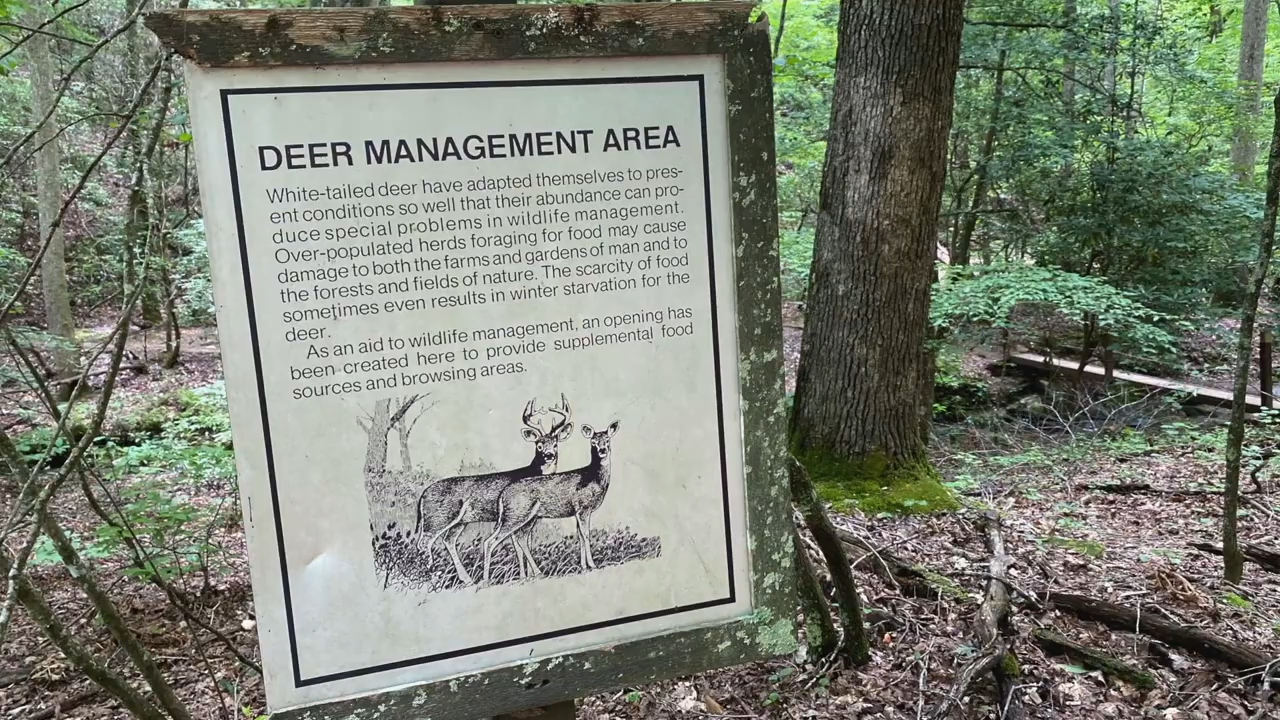 DEER MANAGEMENT AREA
White-tailed deer have adapted themselves to pres-
ent conditions so well that their abundance can pro-
duce special problems in wildlife management.
Over-populated herds foraging for food may cause
damage to both the farms and gardens of man and to
the forests and fields of nature. The scarcity of food
sometimes even results in winter starvation for the
deer.
As an aid to wildlife management, an opening has
been created here to provide supplemental food
sources and browsing areas.